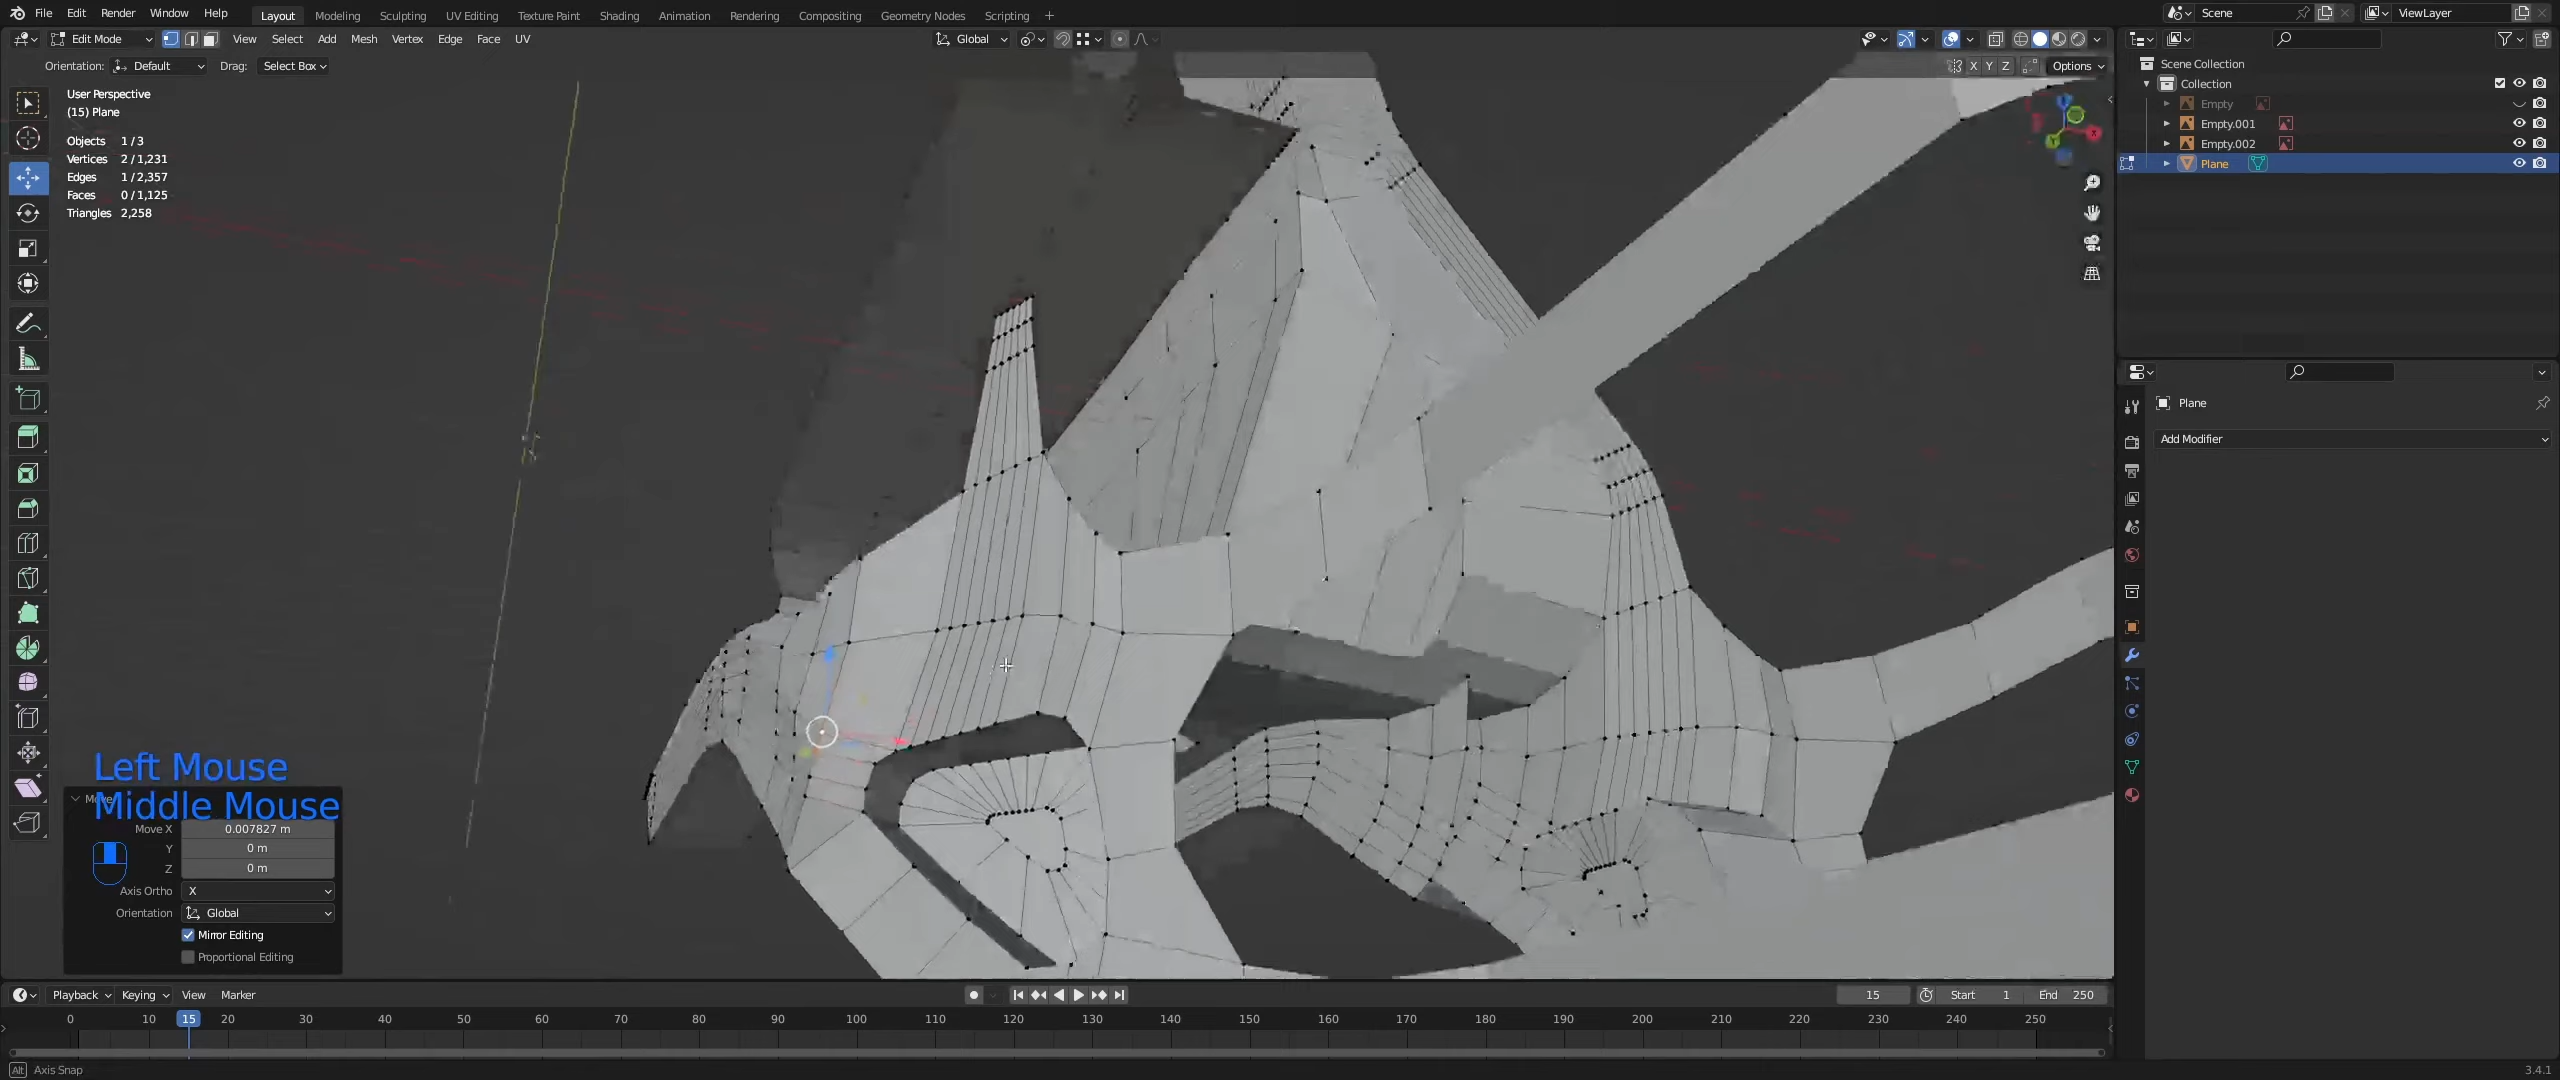 File Edit Render Window Help Layout Modeling Sculpting UV Editing Texture Paint Shading Animation Rendering Compositing Geometry Nodes Scripting + Scene ViewLayer
Edit Mode View Select Add Mesh Vertex Edge Face UV Global
Orientation: Default Drag: Select Box X Y Z Options
User Perspective
(15) Plane
Objects 1 / 3
Vertices 2 / 1,231
Edges 1 / 2,357
Faces 0 / 1,125
Triangles 2,258
Scene Collection
Collection
Empty
Empty.001
Empty.002
Plane
Plane
Add Modifier
Left Mouse
Middle Mouse
Move
Move X 0.007827 m
Y 0 m
Z 0 m
Axis Ortho X
Orientation Global
Mirror Editing
Proportional Editing
Playback Keying View Marker 15 Start 1 End 250
0 10 15 20 30 40 50 60 70 80 90 100 110 120 130 140 150 160 170 180 190 200 210 220 230 240 250
Alt Axis Snap 3.4.1